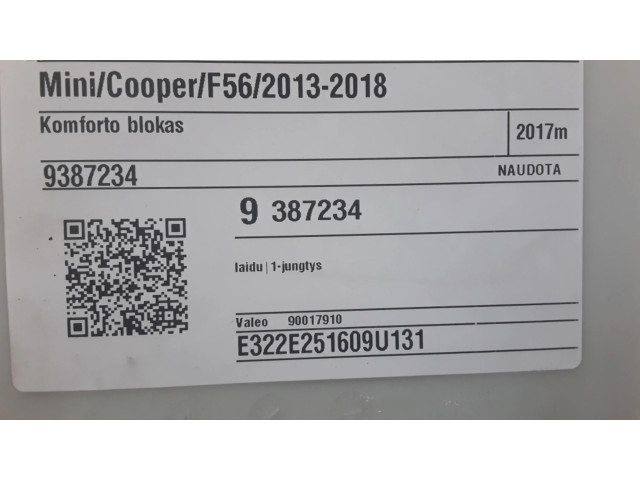 Mini/Cooper/F56/2013-2018
Komforto blokas
2017m
9387234
NAUDOTA
9 387234
laidu | 1-jungtys
Valeo 90017910
E322E251609U131